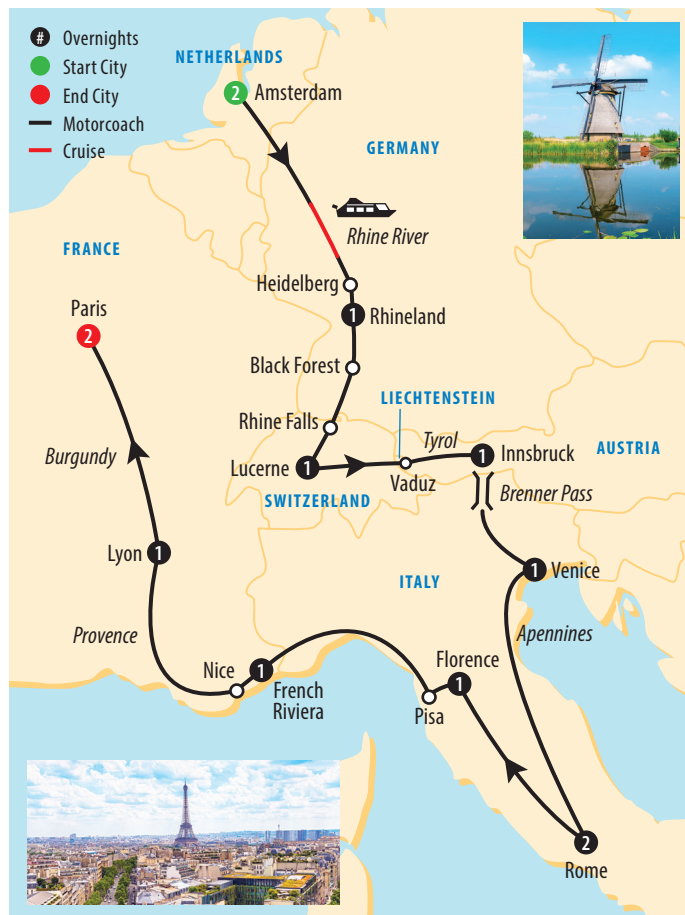 # Overnights
Start City
End City
Motorcoach
Cruise
NETHERLANDS
2 Amsterdam
GERMANY
Rhine River
FRANCE
Heidelberg
Paris
2
1 Rhineland
Black Forest
LIECHTENSTEIN
Rhine Falls
Tyrol
1 Innsbruck
AUSTRIA
Lucerne 1
Vaduz
SWITZERLAND
Brenner Pass
Burgundy
Lyon 1
1 Venice
ITALY
Provence
Apennines
Nice
1
French
Riviera
Florence
1
Pisa
2
Rome